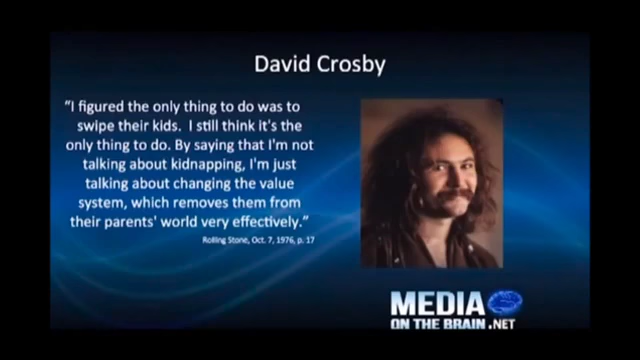 David Crosby
“I figured the only thing to do was to
swipe their kids.  I still think it's the
only thing to do. By saying that I'm not
talking about kidnapping, I'm just
talking about changing the value
system, which removes them from
their parents' world very effectively.”
Rolling Stone, Oct. 7, 1976, p. 17
MEDIA
ON THE BRAIN .NET